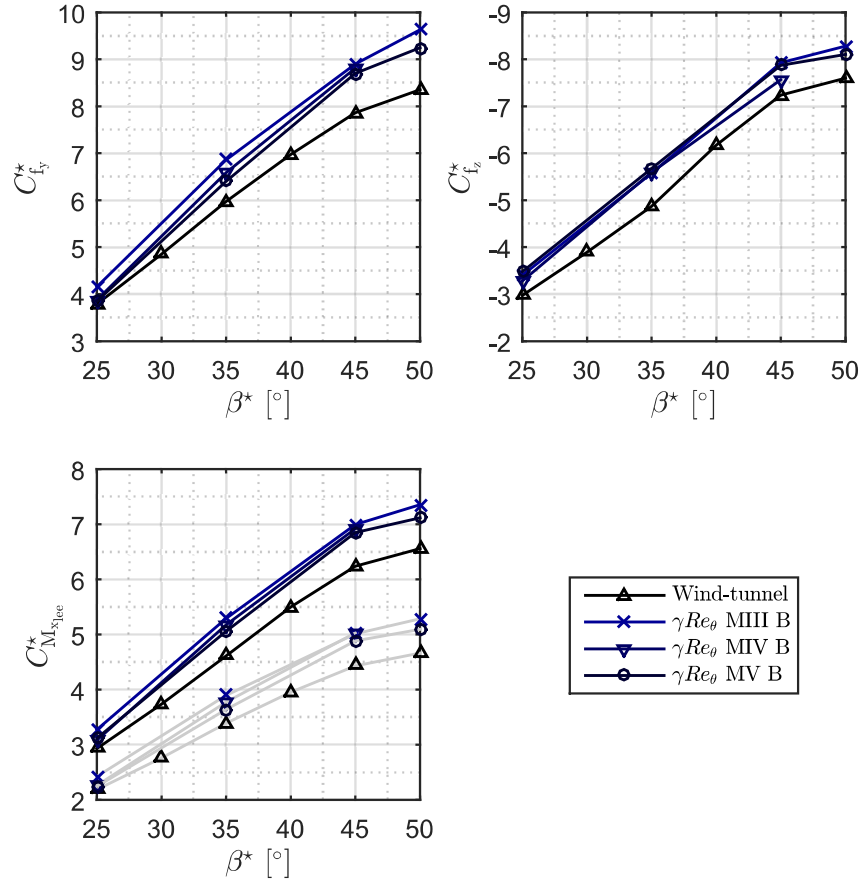 10
9
8
7
6
5
4
3
25 30 35 40 45 50
β⋆ [°]
C⋆fy
-9
-8
-7
-6
-5
-4
-3
-2
25 30 35 40 45 50
β⋆ [°]
C⋆fz
8
7
6
5
4
3
2
25 30 35 40 45 50
β⋆ [°]
C⋆Mxlee
Wind-tunnel
γReθ MIII B
γReθ MIV B
γReθ MV B